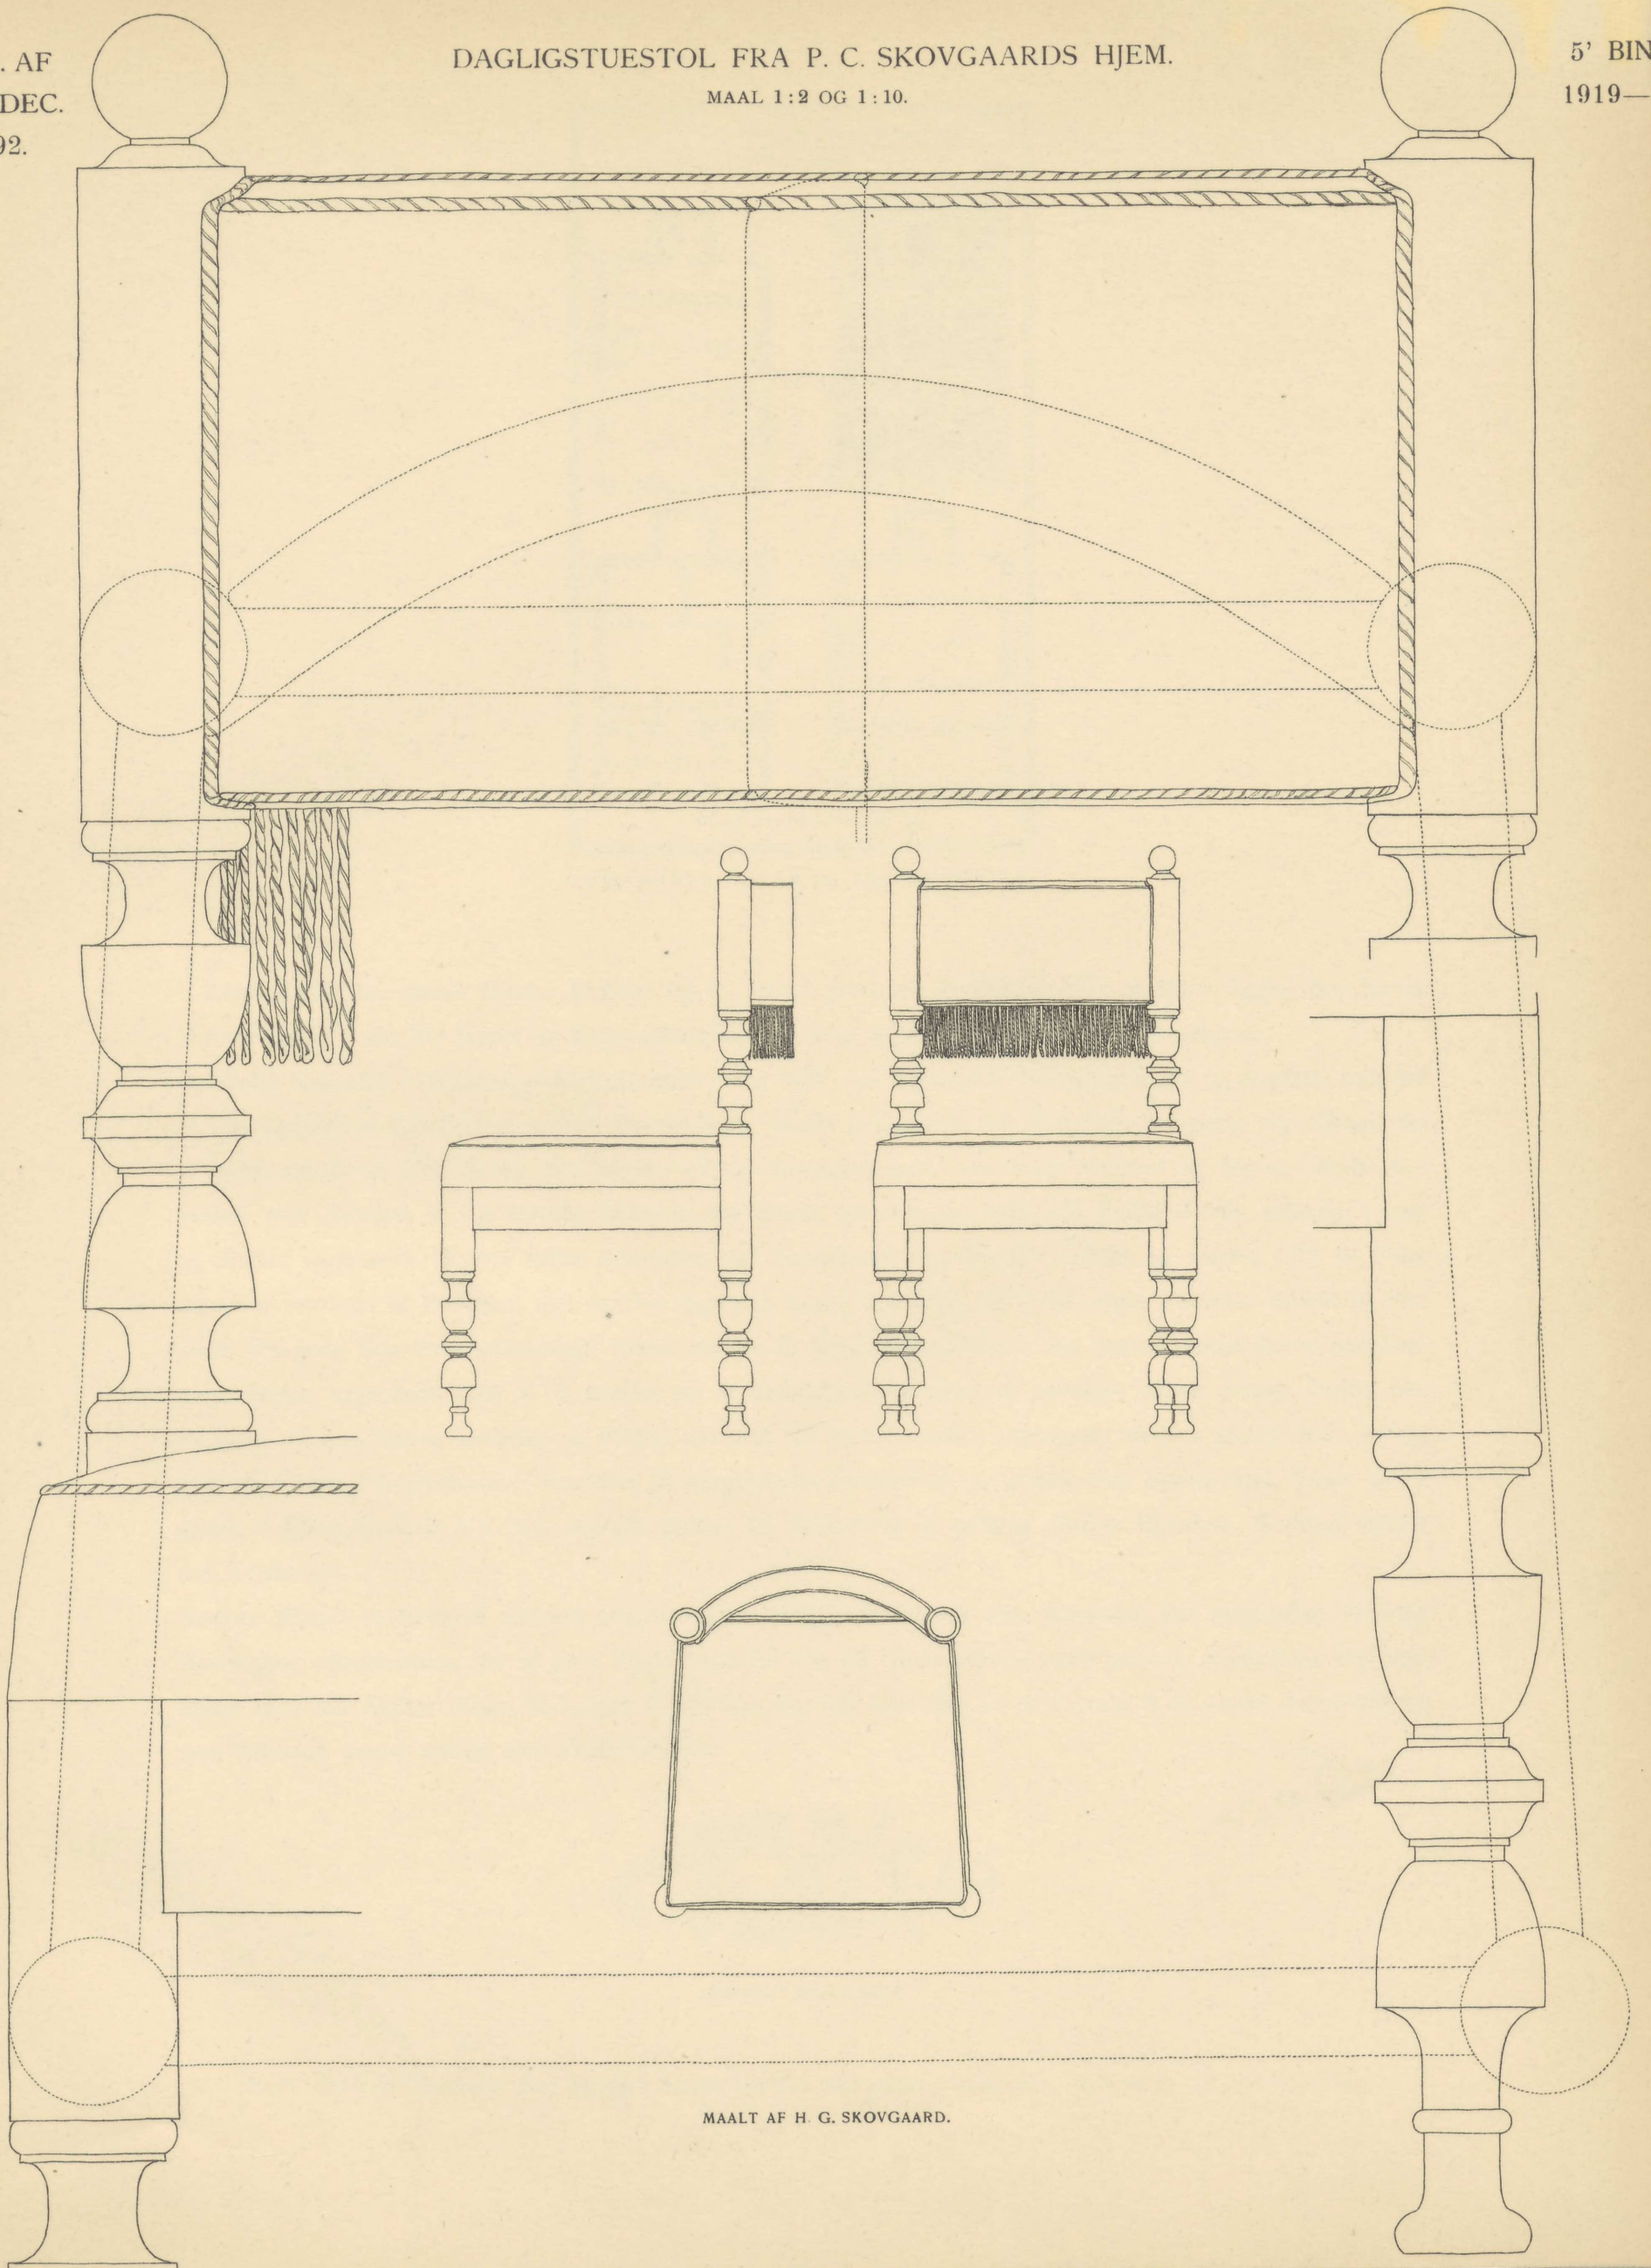 . AF
DEC.
92.
DAGLIGSTUESTOL FRA P. C. SKOVGAARDS HJEM.
MAAL 1:2 OG 1:10.
5' BIN
1919—
MAALT AF H. G. SKOVGAARD.